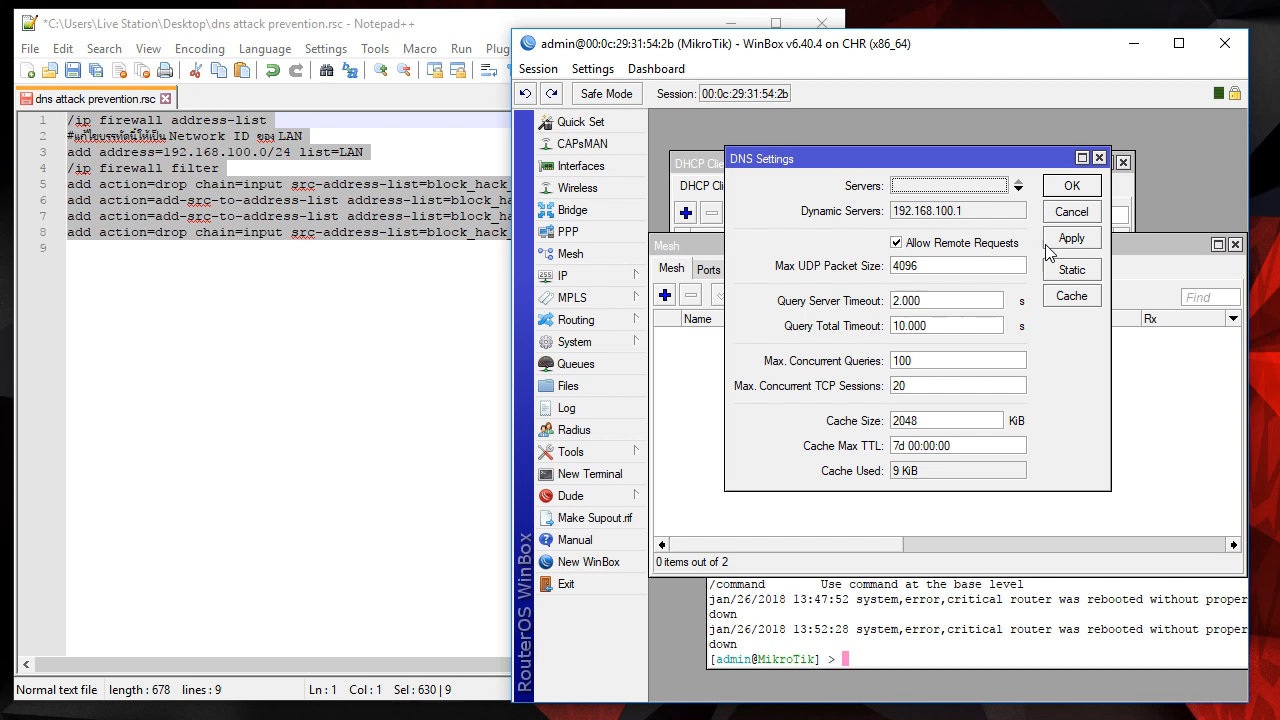 *C:\Users\Live Station\Desktop\dns attack prevention.rsc - Notepad++
File Edit Search View Encoding Language Settings Tools Macro Run Plug
dns attack prevention.rsc
1 /ip firewall address-list
2 #แก้ไขบรรทัดนี้ให้เป็น Network ID ของ LAN
3 add address=192.168.100.0/24 list=LAN
4 /ip firewall filter
5 add action=drop chain=input src-address-list=block_hack_
6 add action=add-src-to-address-list address-list=block_ha
7 add action=add-src-to-address-list address-list=block_ha
8 add action=drop chain=input src-address-list=block_hack_
9
Normal text file length : 678 lines : 9 Ln : 1 Col : 1 Sel : 630 | 9
admin@00:0c:29:31:54:2b (MikroTik) - WinBox v6.40.4 on CHR (x86_64)
Session Settings Dashboard
Safe Mode Session: 00:0c:29:31:54:2b
RouterOS WinBox
Quick Set
CAPsMAN
Interfaces
Wireless
Bridge
PPP
Mesh
IP
MPLS
Routing
System
Queues
Files
Log
Radius
Tools
New Terminal
Dude
Make Supout.rif
Manual
New WinBox
Exit
DHCP Clie
DHCP Clie
Mesh
Mesh Ports
Find
Name Rx
0 items out of 2
DNS Settings
Servers:
Dynamic Servers: 192.168.100.1
Allow Remote Requests
Max UDP Packet Size: 4096
Query Server Timeout: 2.000 s
Query Total Timeout: 10.000 s
Max. Concurrent Queries: 100
Max. Concurrent TCP Sessions: 20
Cache Size: 2048 KiB
Cache Max TTL: 7d 00:00:00
Cache Used: 9 KiB
OK
Cancel
Apply
Static
Cache
/command Use command at the base level
jan/26/2018 13:47:52 system,error,critical router was rebooted without proper
down
jan/26/2018 13:52:28 system,error,critical router was rebooted without proper
down
[admin@MikroTik] >